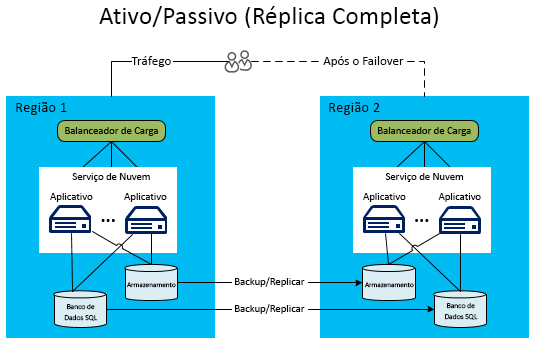 Ativo/Passivo (Réplica Completa)
Tráfego
Após o Failover
Região 1
Balanceador de Carga
Serviço de Nuvem
Aplicativo
Aplicativo
Armazenamento
Banco de
Dados SQL
Backup/Replicar
Backup/Replicar
Região 2
Balanceador de Carga
Serviço de Nuvem
Aplicativo
Aplicativo
Armazenamento
Banco de
Dados SQL